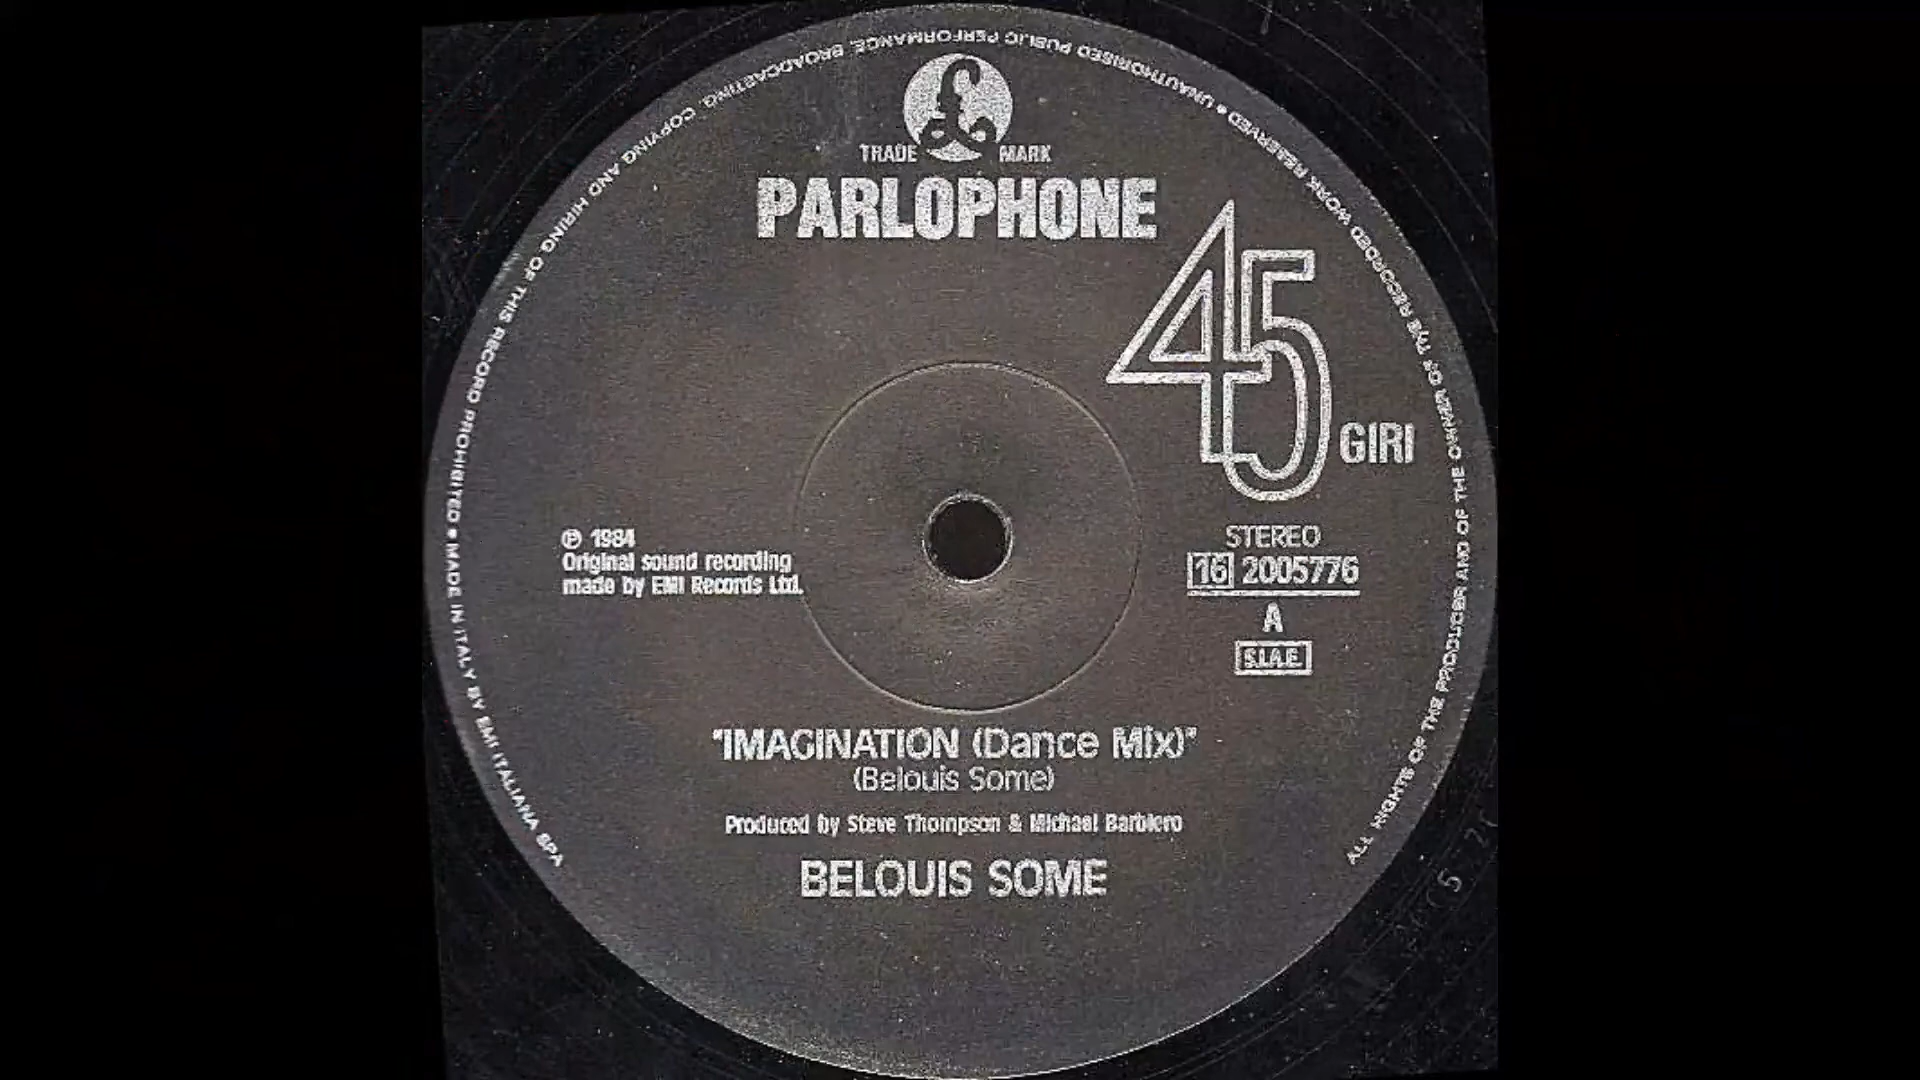 ALL RIGHTS OF THE PRODUCER AND OF THE OWNER OF THE RECORDED WORK RESERVED • UNAUTHORISED PUBLIC PERFORMANCE, BROADCASTING, COPYING AND HIRING OF THIS RECORD PROHIBITED • MADE IN ITALY BY EMI ITALIANA SPA
TRADE MARK
PARLOPHONE
45 GIRI
STEREO
16 2005776
A
S.I.A.E.
℗ 1984
Original sound recording
made by EMI Records Ltd.
"IMAGINATION (Dance Mix)"
(Belouis Some)
Produced by Steve Thompson & Michael Barbiero
BELOUIS SOME